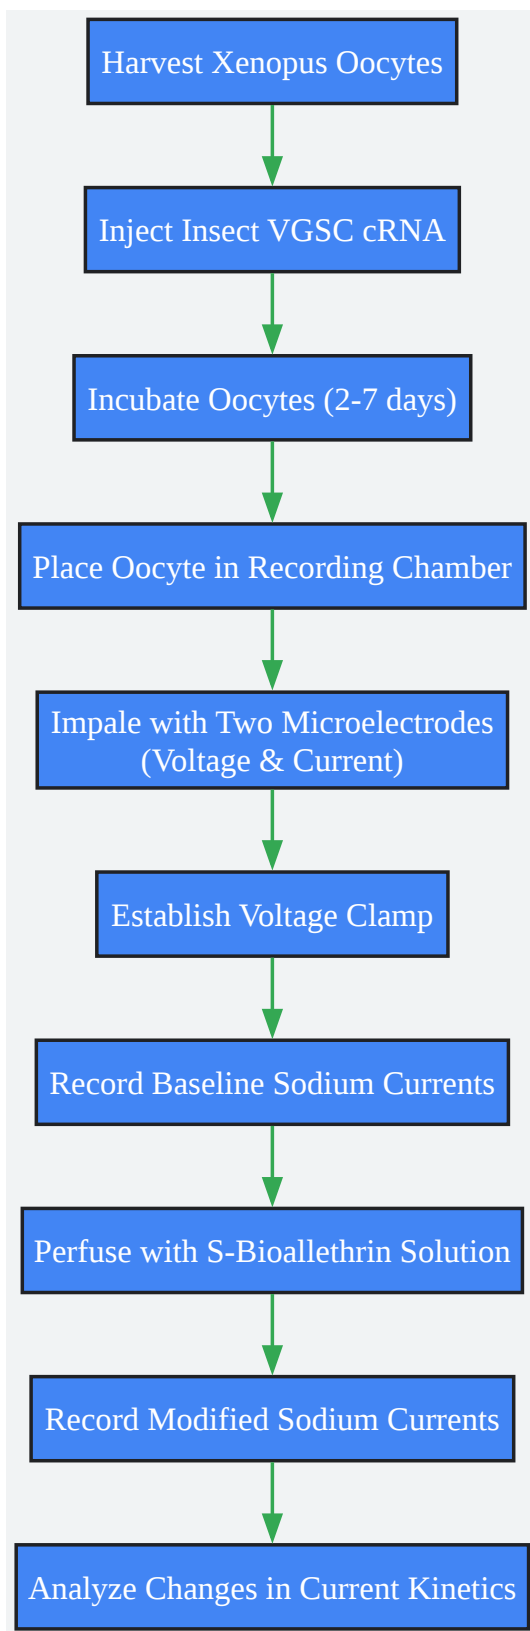 Harvest Xenopus Oocytes
Inject Insect VGSC cRNA
Incubate Oocytes (2-7 days)
Place Oocyte in Recording Chamber
Impale with Two Microelectrodes
(Voltage & Current)
Establish Voltage Clamp
Record Baseline Sodium Currents
Perfuse with S-Bioallethrin Solution
Record Modified Sodium Currents
Analyze Changes in Current Kinetics